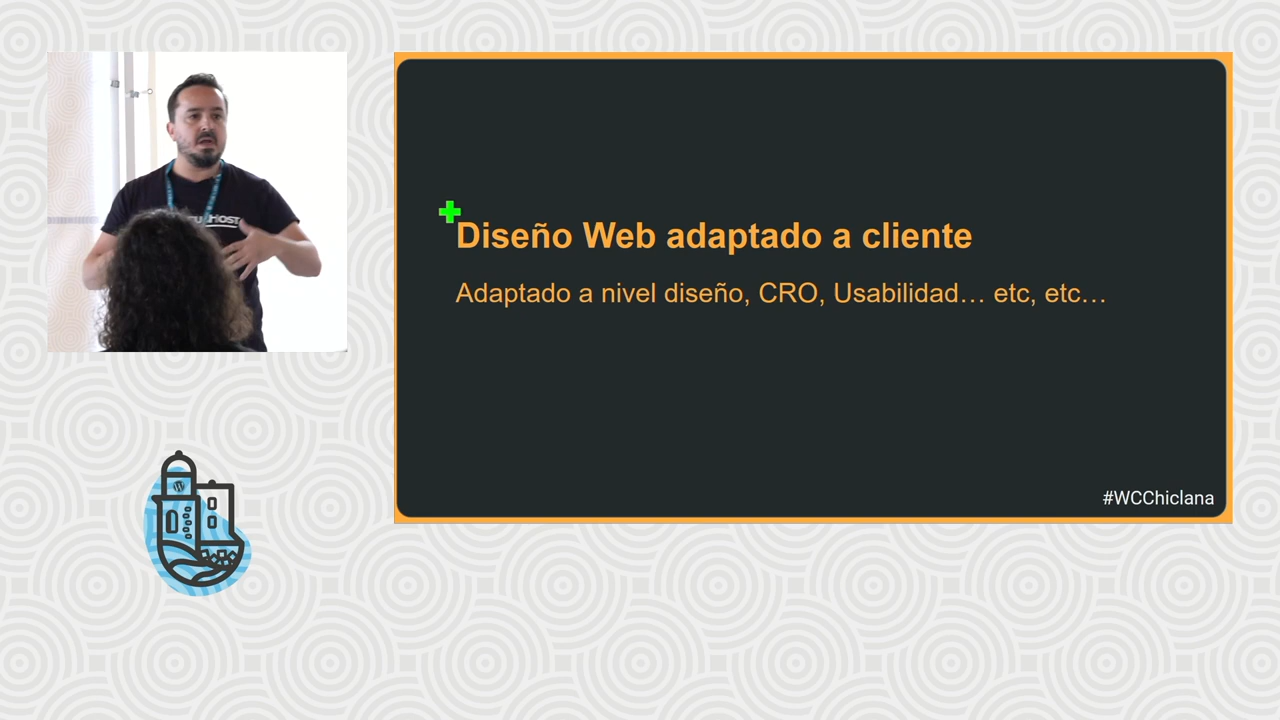 Diseño Web adaptado a cliente
Adaptado a nivel diseño, CRO, Usabilidad… etc, etc…
#WCChiclana